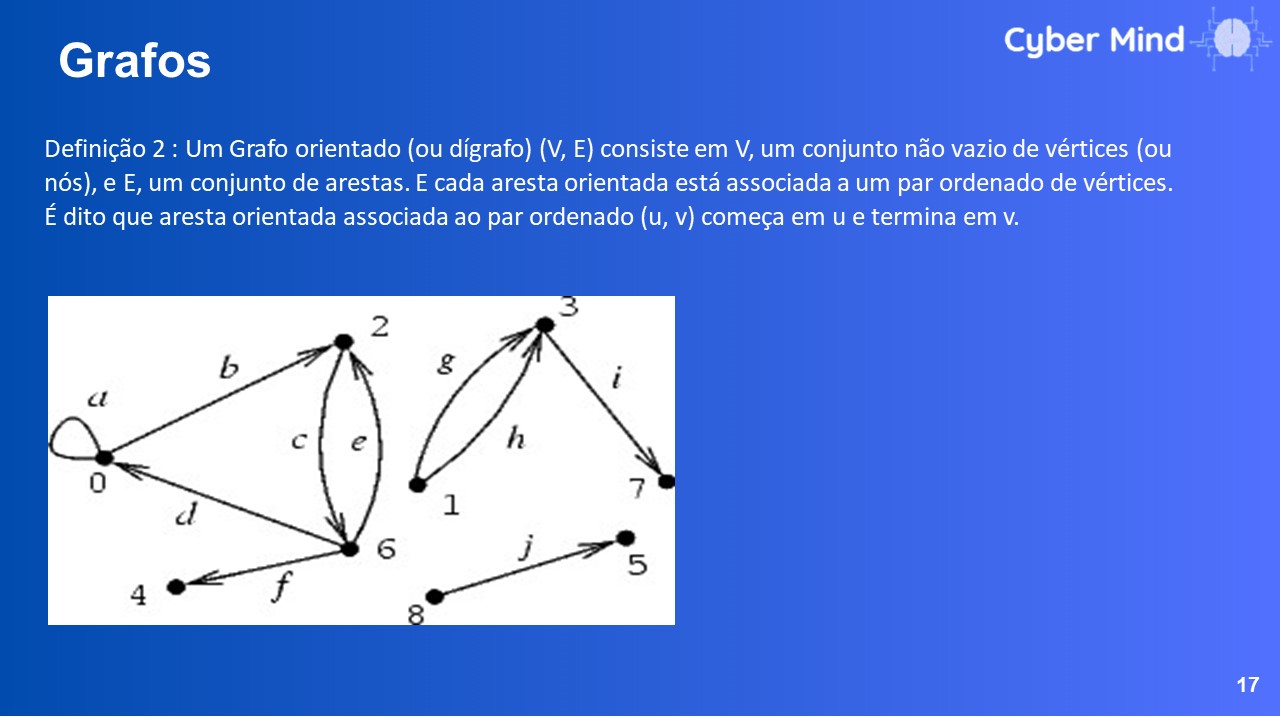 Grafos
Cyber Mind
Definição 2 : Um Grafo orientado (ou dígrafo) (V, E) consiste em V, um conjunto não vazio de vértices (ou
nós), e E, um conjunto de arestas. E cada aresta orientada está associada a um par ordenado de vértices.
É dito que aresta orientada associada ao par ordenado (u, v) começa em u e termina em v.
3
2
b
g
i
a
c
e
h
0
7
1
d
j
6
5
4
f
8
17